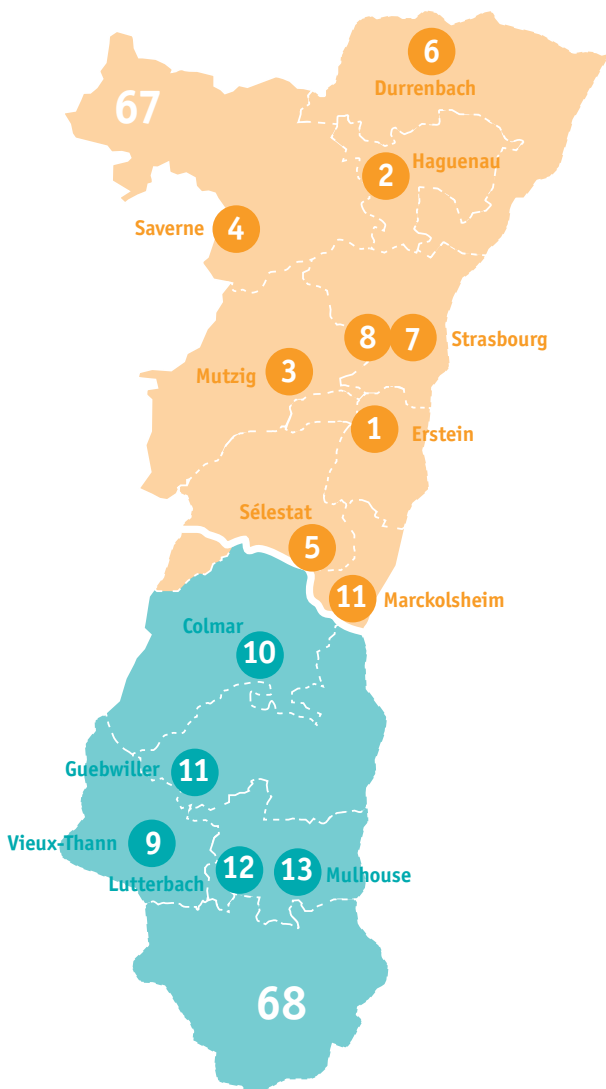 6
Durrenbach
67
2 Haguenau
Saverne 4
8 7 Strasbourg
Mutzig 3
1 Erstein
Sélestat
5
11 Marckolsheim
Colmar
10
Guebwiller 11
Vieux-Thann 9
Lutterbach 12 13 Mulhouse
68